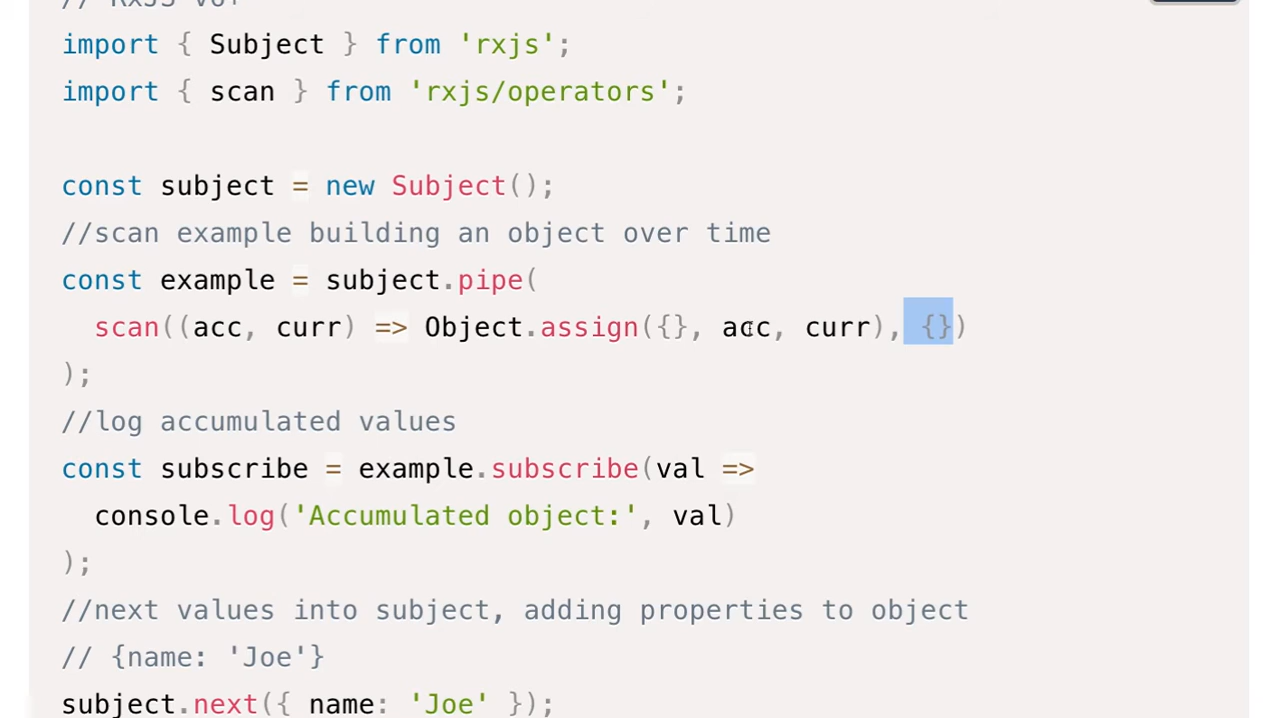 // RxJS v6+
import { Subject } from 'rxjs';
import { scan } from 'rxjs/operators';
const subject = new Subject();
//scan example building an object over time
const example = subject.pipe(
  scan((acc, curr) => Object.assign({}, acc, curr), {})
);
//log accumulated values
const subscribe = example.subscribe(val =>
  console.log('Accumulated object:', val)
);
//next values into subject, adding properties to object
// {name: 'Joe'}
subject.next({ name: 'Joe' });